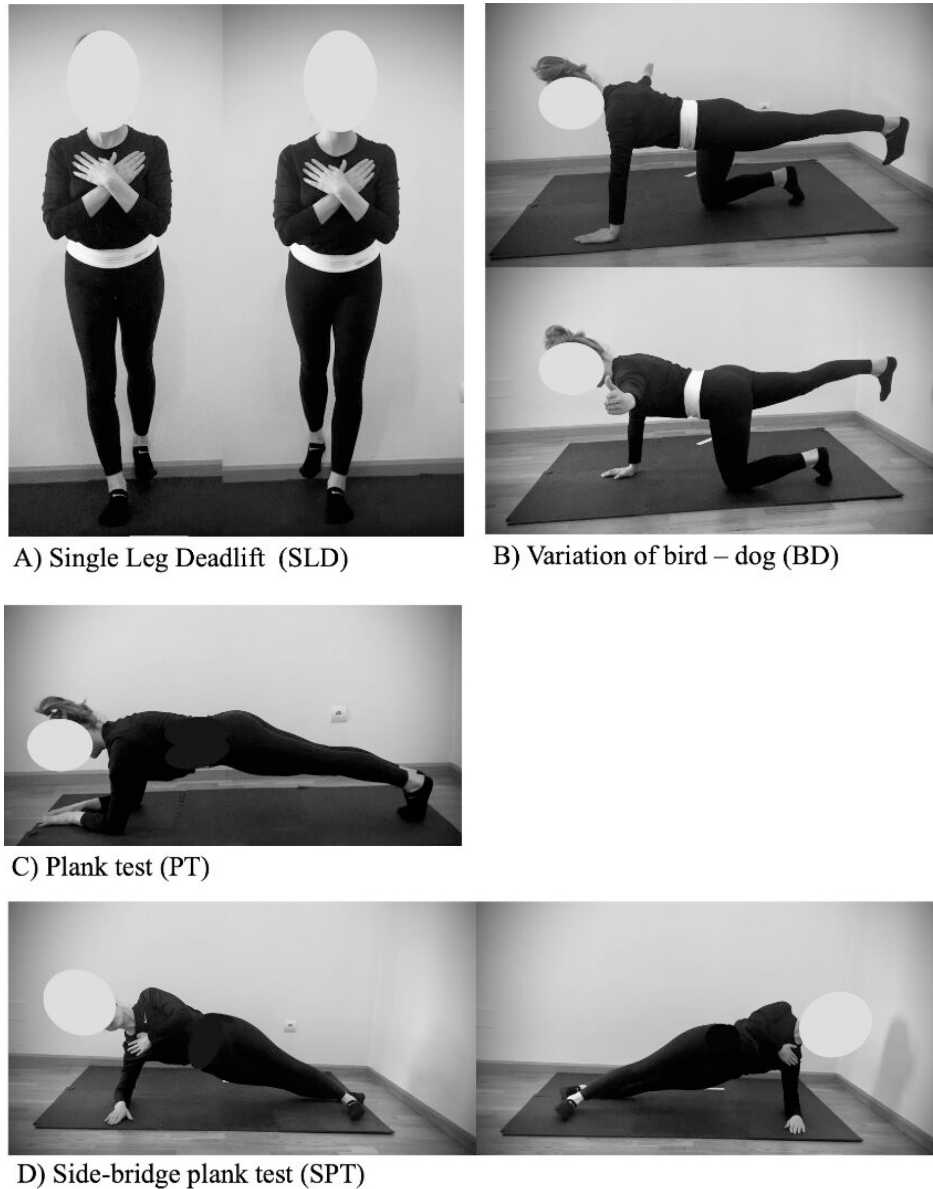 A) Single Leg Deadlift (SLD)
B) Variation of bird – dog (BD)
C) Plank test (PT)
D) Side-bridge plank test (SPT)